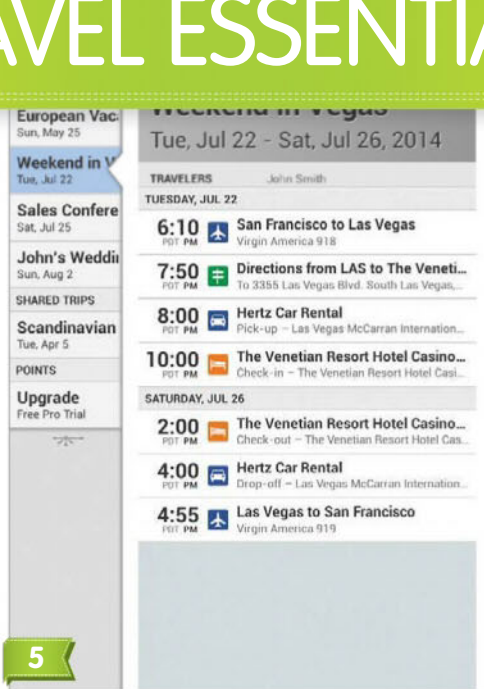 AVEL ESSENTIA
European Vac
Sun, May 25
Weekend in V
Tue, Jul 22
Sales Confere
Sat, Jul 25
John's Weddi
Sun, Aug 2
SHARED TRIPS
Scandinavian
Tue, Apr 5
POINTS
Upgrade
Free Pro Trial
Weekend in Vegas
Tue, Jul 22 - Sat, Jul 26, 2014
TRAVELERS John Smith
TUESDAY, JUL 22
6:10 San Francisco to Las Vegas
PDT PM Virgin America 918
7:50 Directions from LAS to The Veneti...
PDT PM To 3355 Las Vegas Blvd. South Las Vegas,...
8:00 Hertz Car Rental
PDT PM Pick-up – Las Vegas McCarran Internation...
10:00 The Venetian Resort Hotel Casino...
PDT PM Check-in – The Venetian Resort Hotel Casi...
SATURDAY, JUL 26
2:00 The Venetian Resort Hotel Casino...
PDT PM Check-out – The Venetian Resort Hotel Cas...
4:00 Hertz Car Rental
PDT PM Drop-off – Las Vegas McCarran Internation...
4:55 Las Vegas to San Francisco
PDT PM Virgin America 919
5